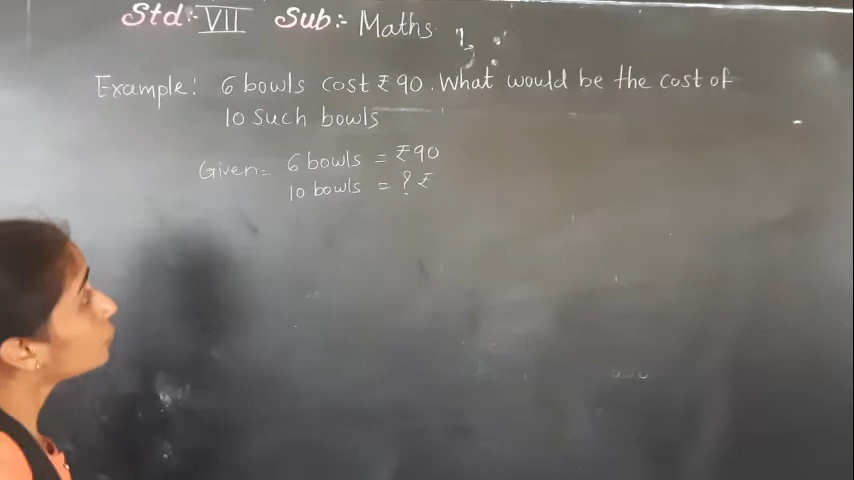 Std:- VII Sub:- Maths
Example: 6 bowls cost ₹ 90. What would be the cost of
10 such bowls
Given:- 6 bowls = ₹90
10 bowls = ? ₹